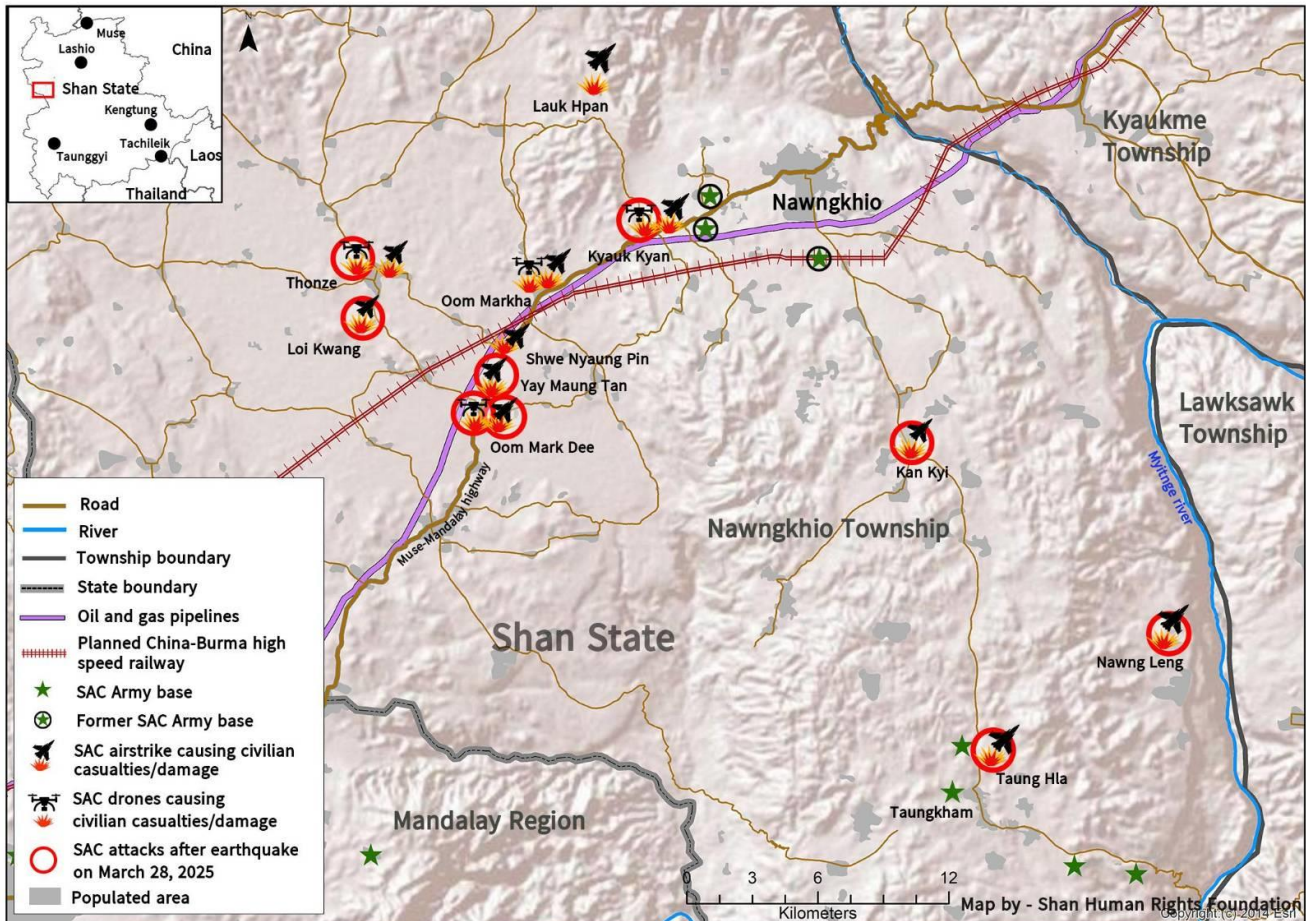 Muse
Lashio
China
Shan State
Kengtung
Tachileik
Laos
Taunggyi
Thailand
N
Lauk Hpan
Kyaukme
Township
Nawngkhio
Kyauk Kyan
Thonze
Oom Markha
Loi Kwang
Shwe Nyaung Pin
Yay Maung Tan
Oom Mark Dee
Lawksawk
Township
Kan Kyi
Myitnge river
Muse-Mandalay highway
Nawngkhio Township
Shan State
Nawng Leng
Taung Hla
Taungkham
Mandalay Region
Road
River
Township boundary
State boundary
Oil and gas pipelines
Planned China-Burma high
speed railway
SAC Army base
Former SAC Army base
SAC airstrike causing civilian
casualties/damage
SAC drones causing
civilian casualties/damage
SAC attacks after earthquake
on March 28, 2025
Populated area
0 3 6 12
Kilometers
Map by - Shan Human Rights Foundation
Copyright (c) 2014 Esri